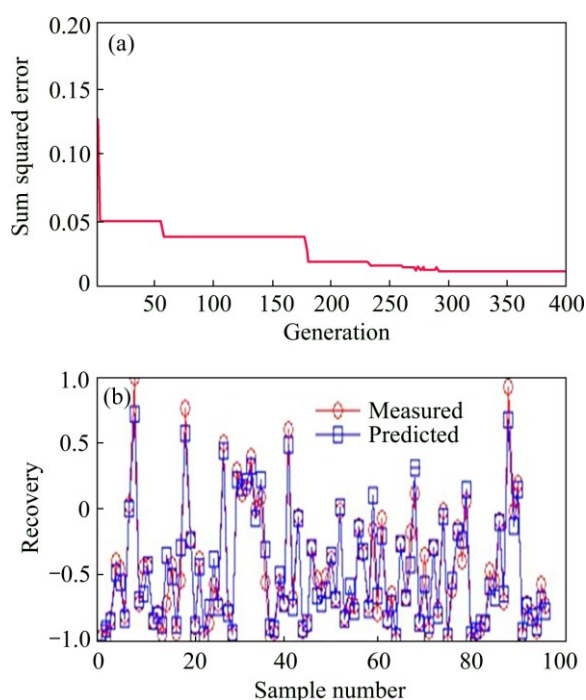 0.20
(a)
0.15
0.10
0.05
0
50 100 150 200 250 300 350 400
Sum squared error
Generation
1.0
(b)
Measured
Predicted
0.5
0
−0.5
−1.0
0 20 40 60 80 100
Recovery
Sample number